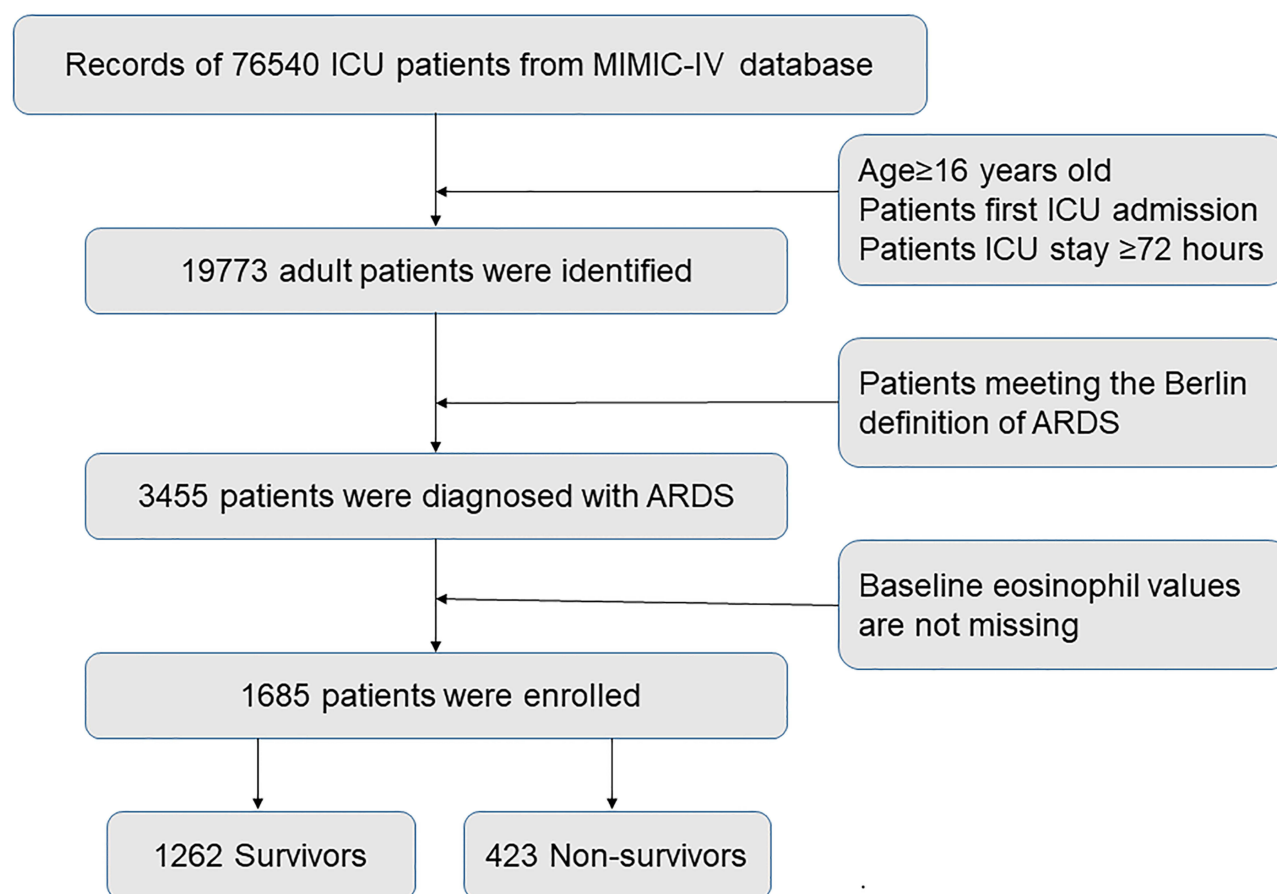 Records of 76540 ICU patients from MIMIC-IV database
Age≥16 years old
Patients first ICU admission
Patients ICU stay ≥72 hours
19773 adult patients were identified
Patients meeting the Berlin
definition of ARDS
3455 patients were diagnosed with ARDS
Baseline eosinophil values
are not missing
1685 patients were enrolled
1262 Survivors
423 Non-survivors
.